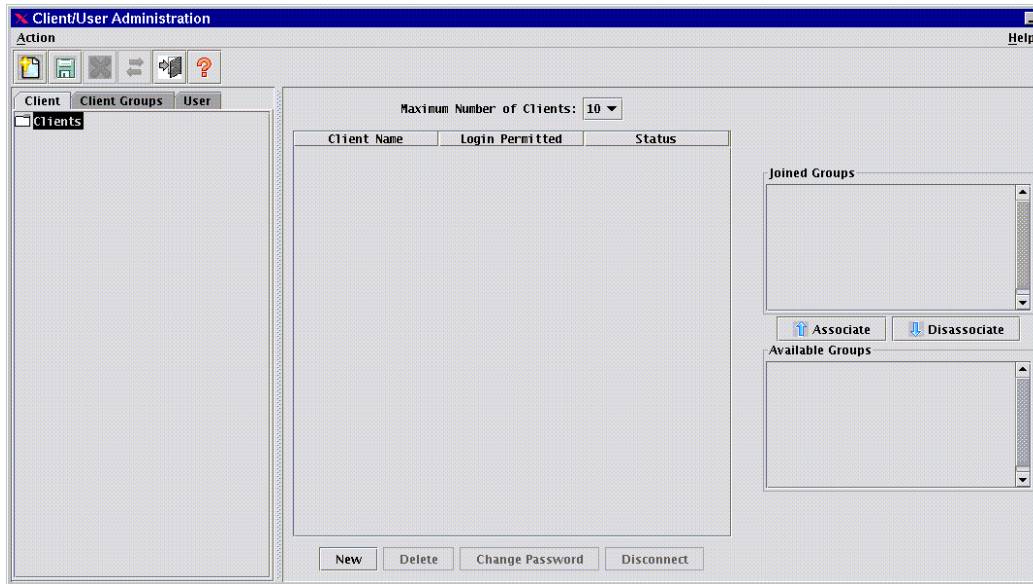 Client/User Administration
Action Help
Client Client Groups User
Clients
Maximum Number of Clients: 10
Client Name Login Permitted Status
Joined Groups
Associate Disassociate
Available Groups
New Delete Change Password Disconnect